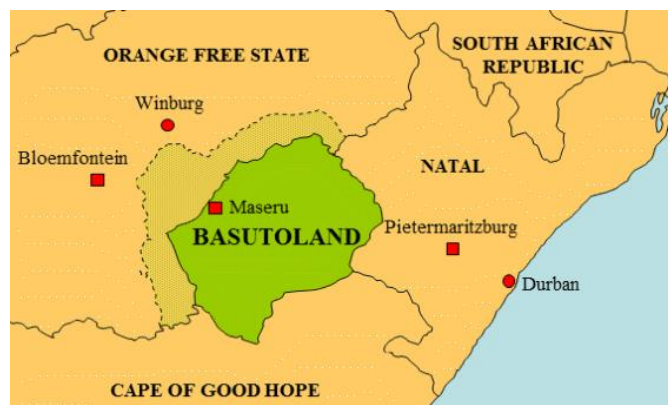 SOUTH AFRICAN
REPUBLIC
ORANGE FREE STATE
Winburg
Bloemfontein
NATAL
Maseru
BASUTOLAND
Pietermaritzburg
Durban
CAPE OF GOOD HOPE